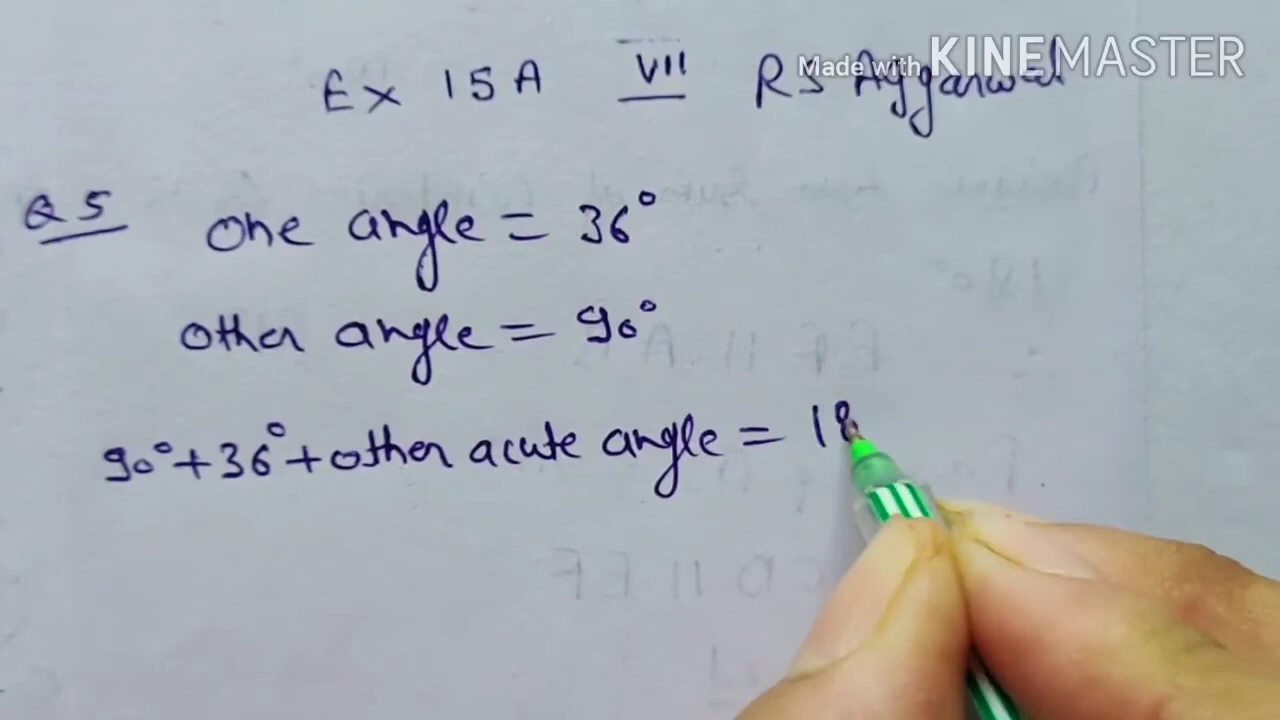 Made with KINEMASTER
Ex 15A VII RS Aggarwal
Q 5 One angle = 36°
other angle = 90°
90° + 36° + other acute angle = 18